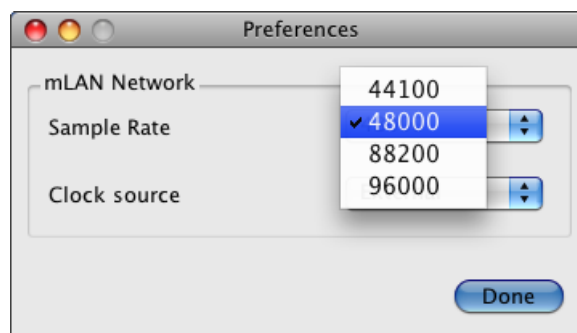 Preferences
mLAN Network
Sample Rate
44100
✓ 48000
88200
96000
Clock source
Done